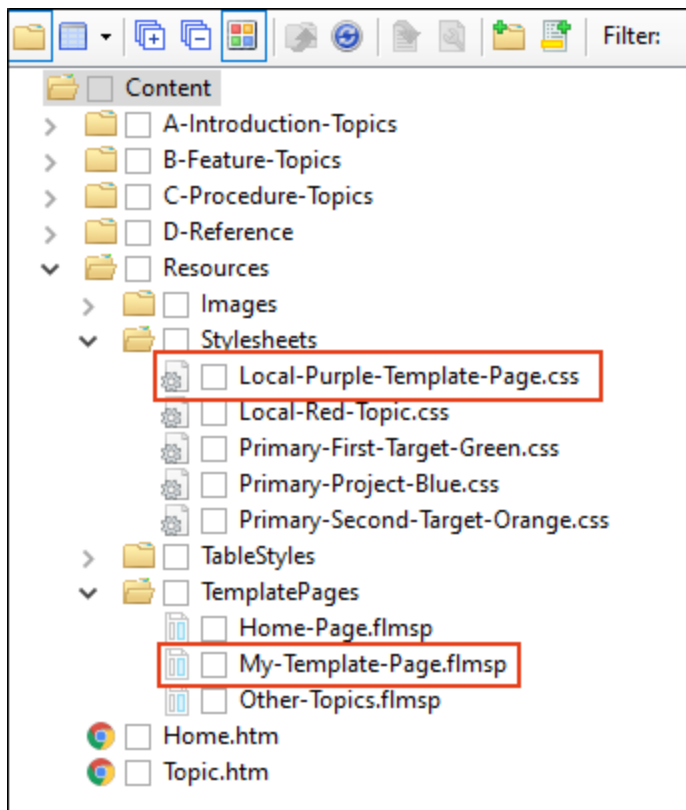 Filter:
Content
A-Introduction-Topics
B-Feature-Topics
C-Procedure-Topics
D-Reference
Resources
Images
Stylesheets
Local-Purple-Template-Page.css
Local-Red-Topic.css
Primary-First-Target-Green.css
Primary-Project-Blue.css
Primary-Second-Target-Orange.css
TableStyles
TemplatePages
Home-Page.flmsp
My-Template-Page.flmsp
Other-Topics.flmsp
Home.htm
Topic.htm